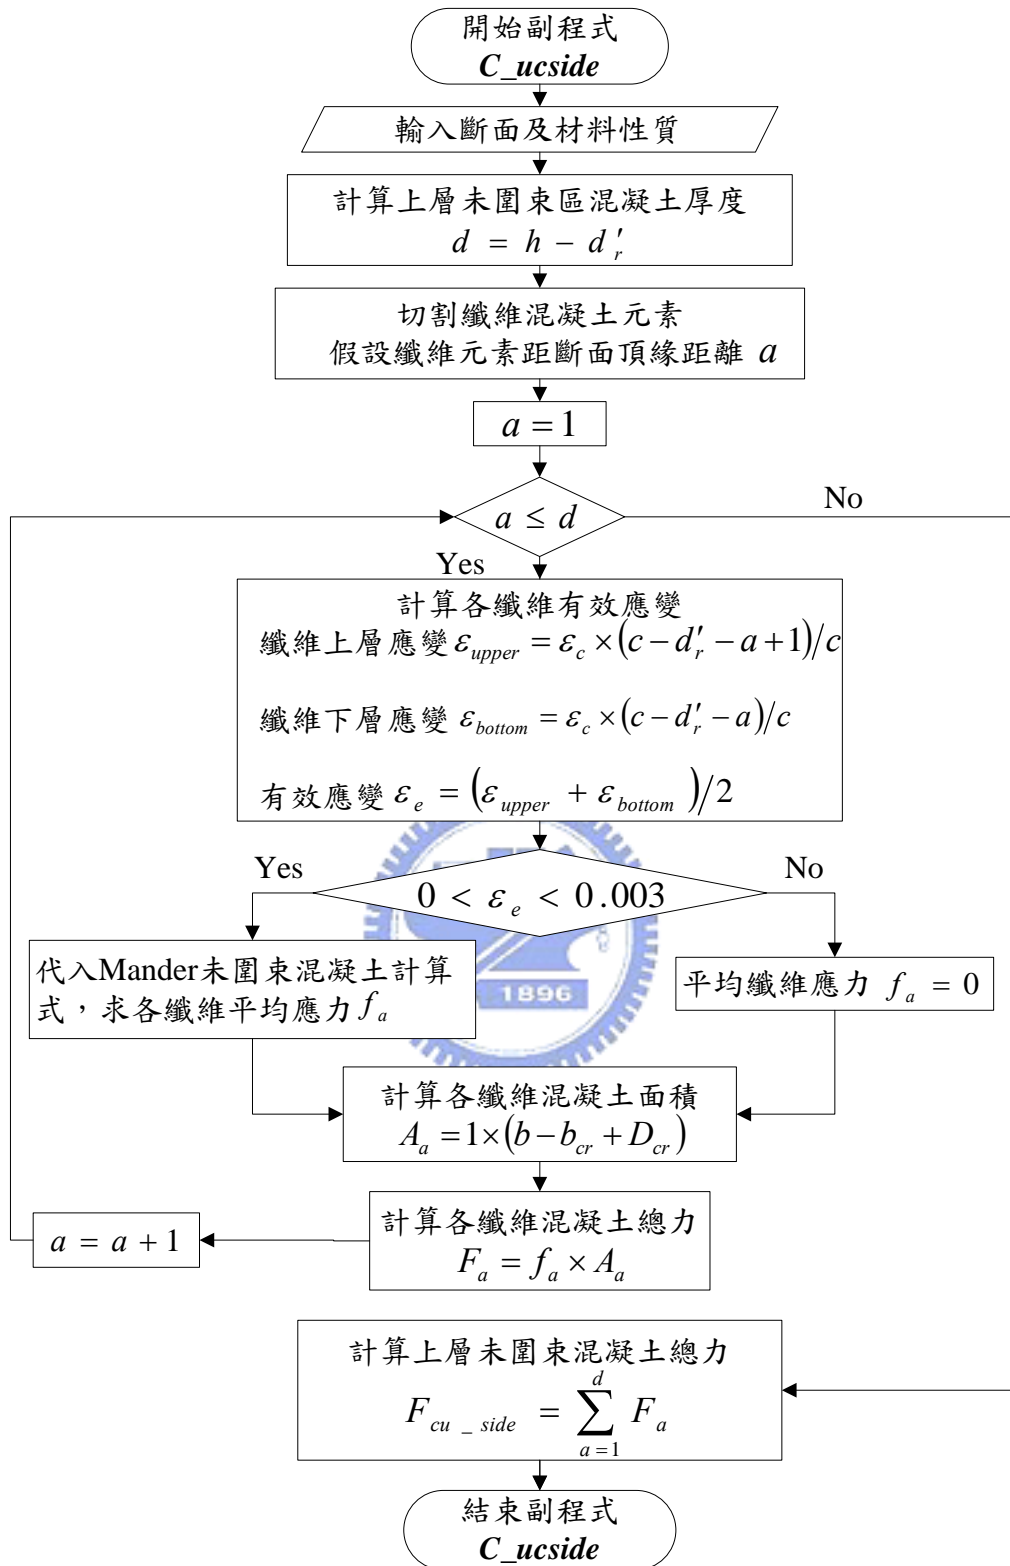 開始副程式
C_ucside
輸入斷面及材料性質
計算上層未圍束區混凝土厚度
d = h − d′_r
切割纖維混凝土元素
假設纖維元素距斷面頂緣距離 a
a = 1
a ≤ d
No
Yes
計算各纖維有效應變
纖維上層應變 ε_upper = ε_c × (c − d′_r − a + 1)/c
纖維下層應變 ε_bottom = ε_c × (c − d′_r − a)/c
有效應變 ε_e = (ε_upper + ε_bottom)/2
Yes
No
0 < ε_e < 0.003
代入Mander未圍束混凝土計算
式，求各纖維平均應力 f_a
平均纖維應力 f_a = 0
1896
計算各纖維混凝土面積
A_a = 1 × (b − b_cr + D_cr)
計算各纖維混凝土總力
F_a = f_a × A_a
a = a + 1
計算上層未圍束混凝土總力
F_cu_side = ∑_{a=1}^{d} F_a
結束副程式
C_ucside